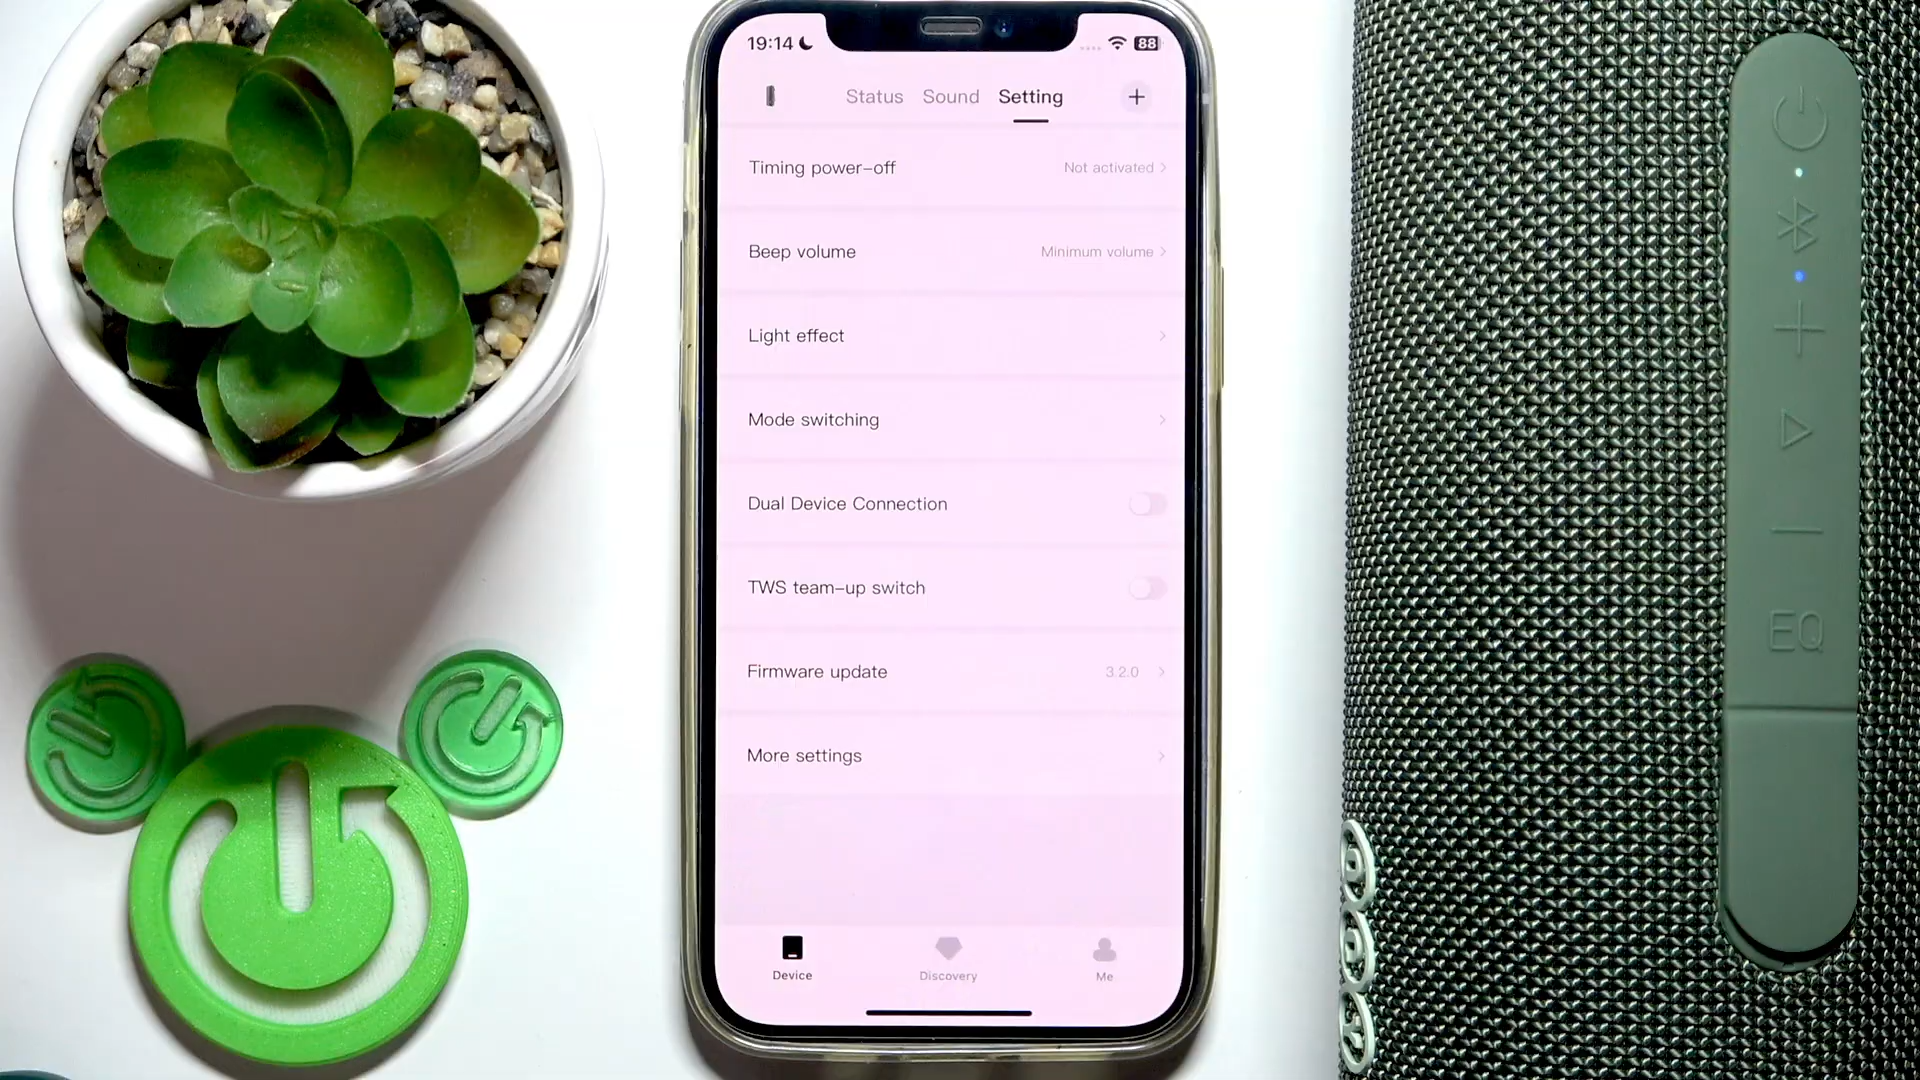 19:14
88
Status Sound Setting
Timing power-off Not activated
Beep volume Minimum volume
Light effect
Mode switching
Dual Device Connection
TWS team-up switch
Firmware update 3.2.0
More settings
Device Discovery Me
EQ